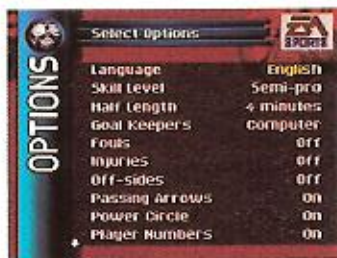 Select Options
EA
SPORTS
OPTIONS
Language English
Skill Level Semi-pro
Half Length 4 minutes
Goal Keepers Computer
Fouls Off
Injuries Off
Off-sides Off
Passing Arrows On
Power Circle On
Player Numbers On